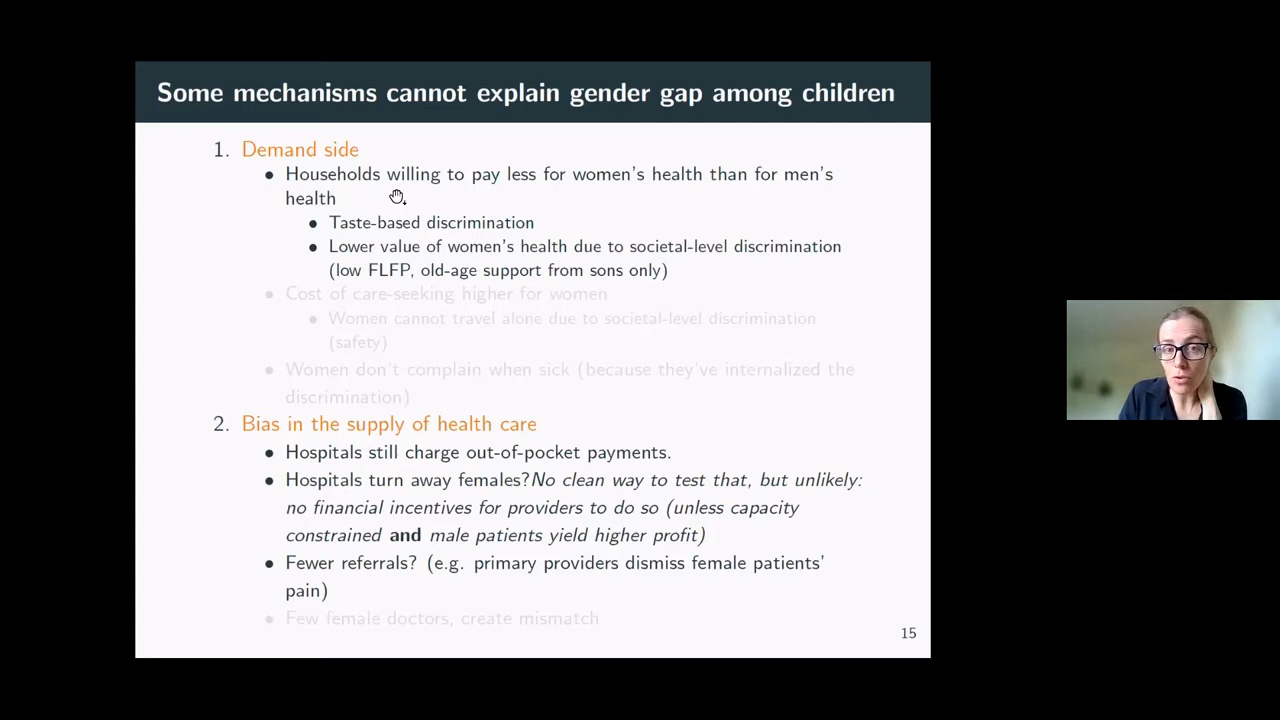 Some mechanisms cannot explain gender gap among children
1. Demand side
• Households willing to pay less for women's health than for men's
health
• Taste-based discrimination
• Lower value of women's health due to societal-level discrimination
(low FLFP, old-age support from sons only)
• Cost of care-seeking higher for women
• Women cannot travel alone due to societal-level discrimination
(safety)
• Women don't complain when sick (because they've internalized the
discrimination)
2. Bias in the supply of health care
• Hospitals still charge out-of-pocket payments.
• Hospitals turn away females?No clean way to test that, but unlikely:
no financial incentives for providers to do so (unless capacity
constrained and male patients yield higher profit)
• Fewer referrals? (e.g. primary providers dismiss female patients'
pain)
• Few female doctors, create mismatch
15